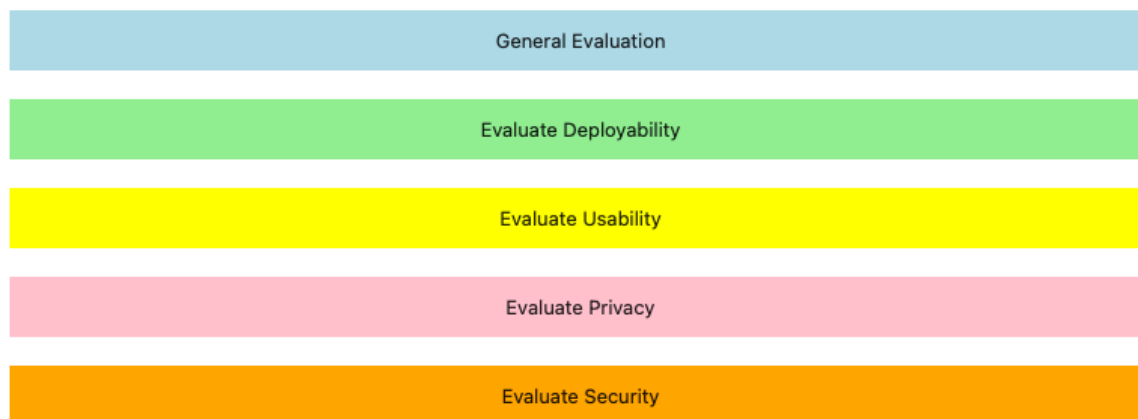 General Evaluation
Evaluate Deployability
Evaluate Usability
Evaluate Privacy
Evaluate Security